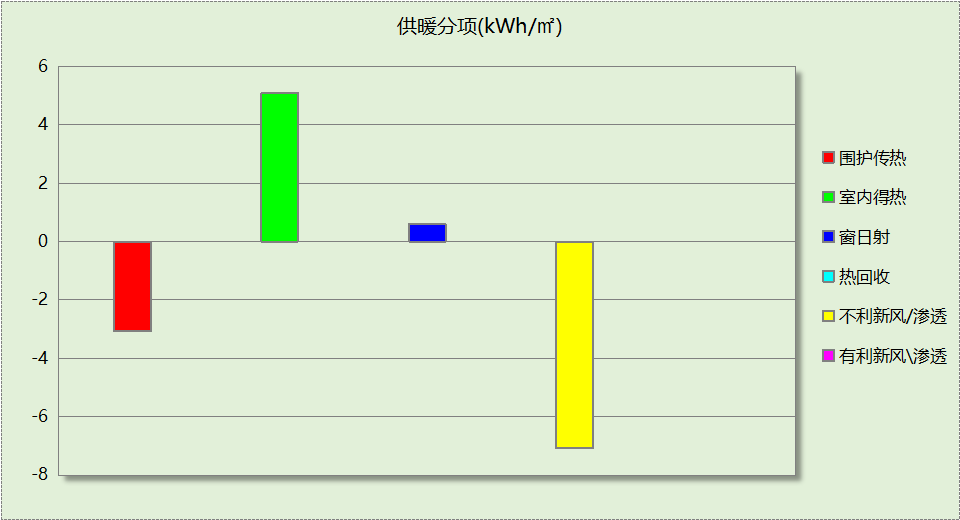 供暖分项(kWh/㎡)
6
4
2
0
-2
-4
-6
-8
围护传热
室内得热
窗日射
热回收
不利新风/渗透
有利新风\渗透